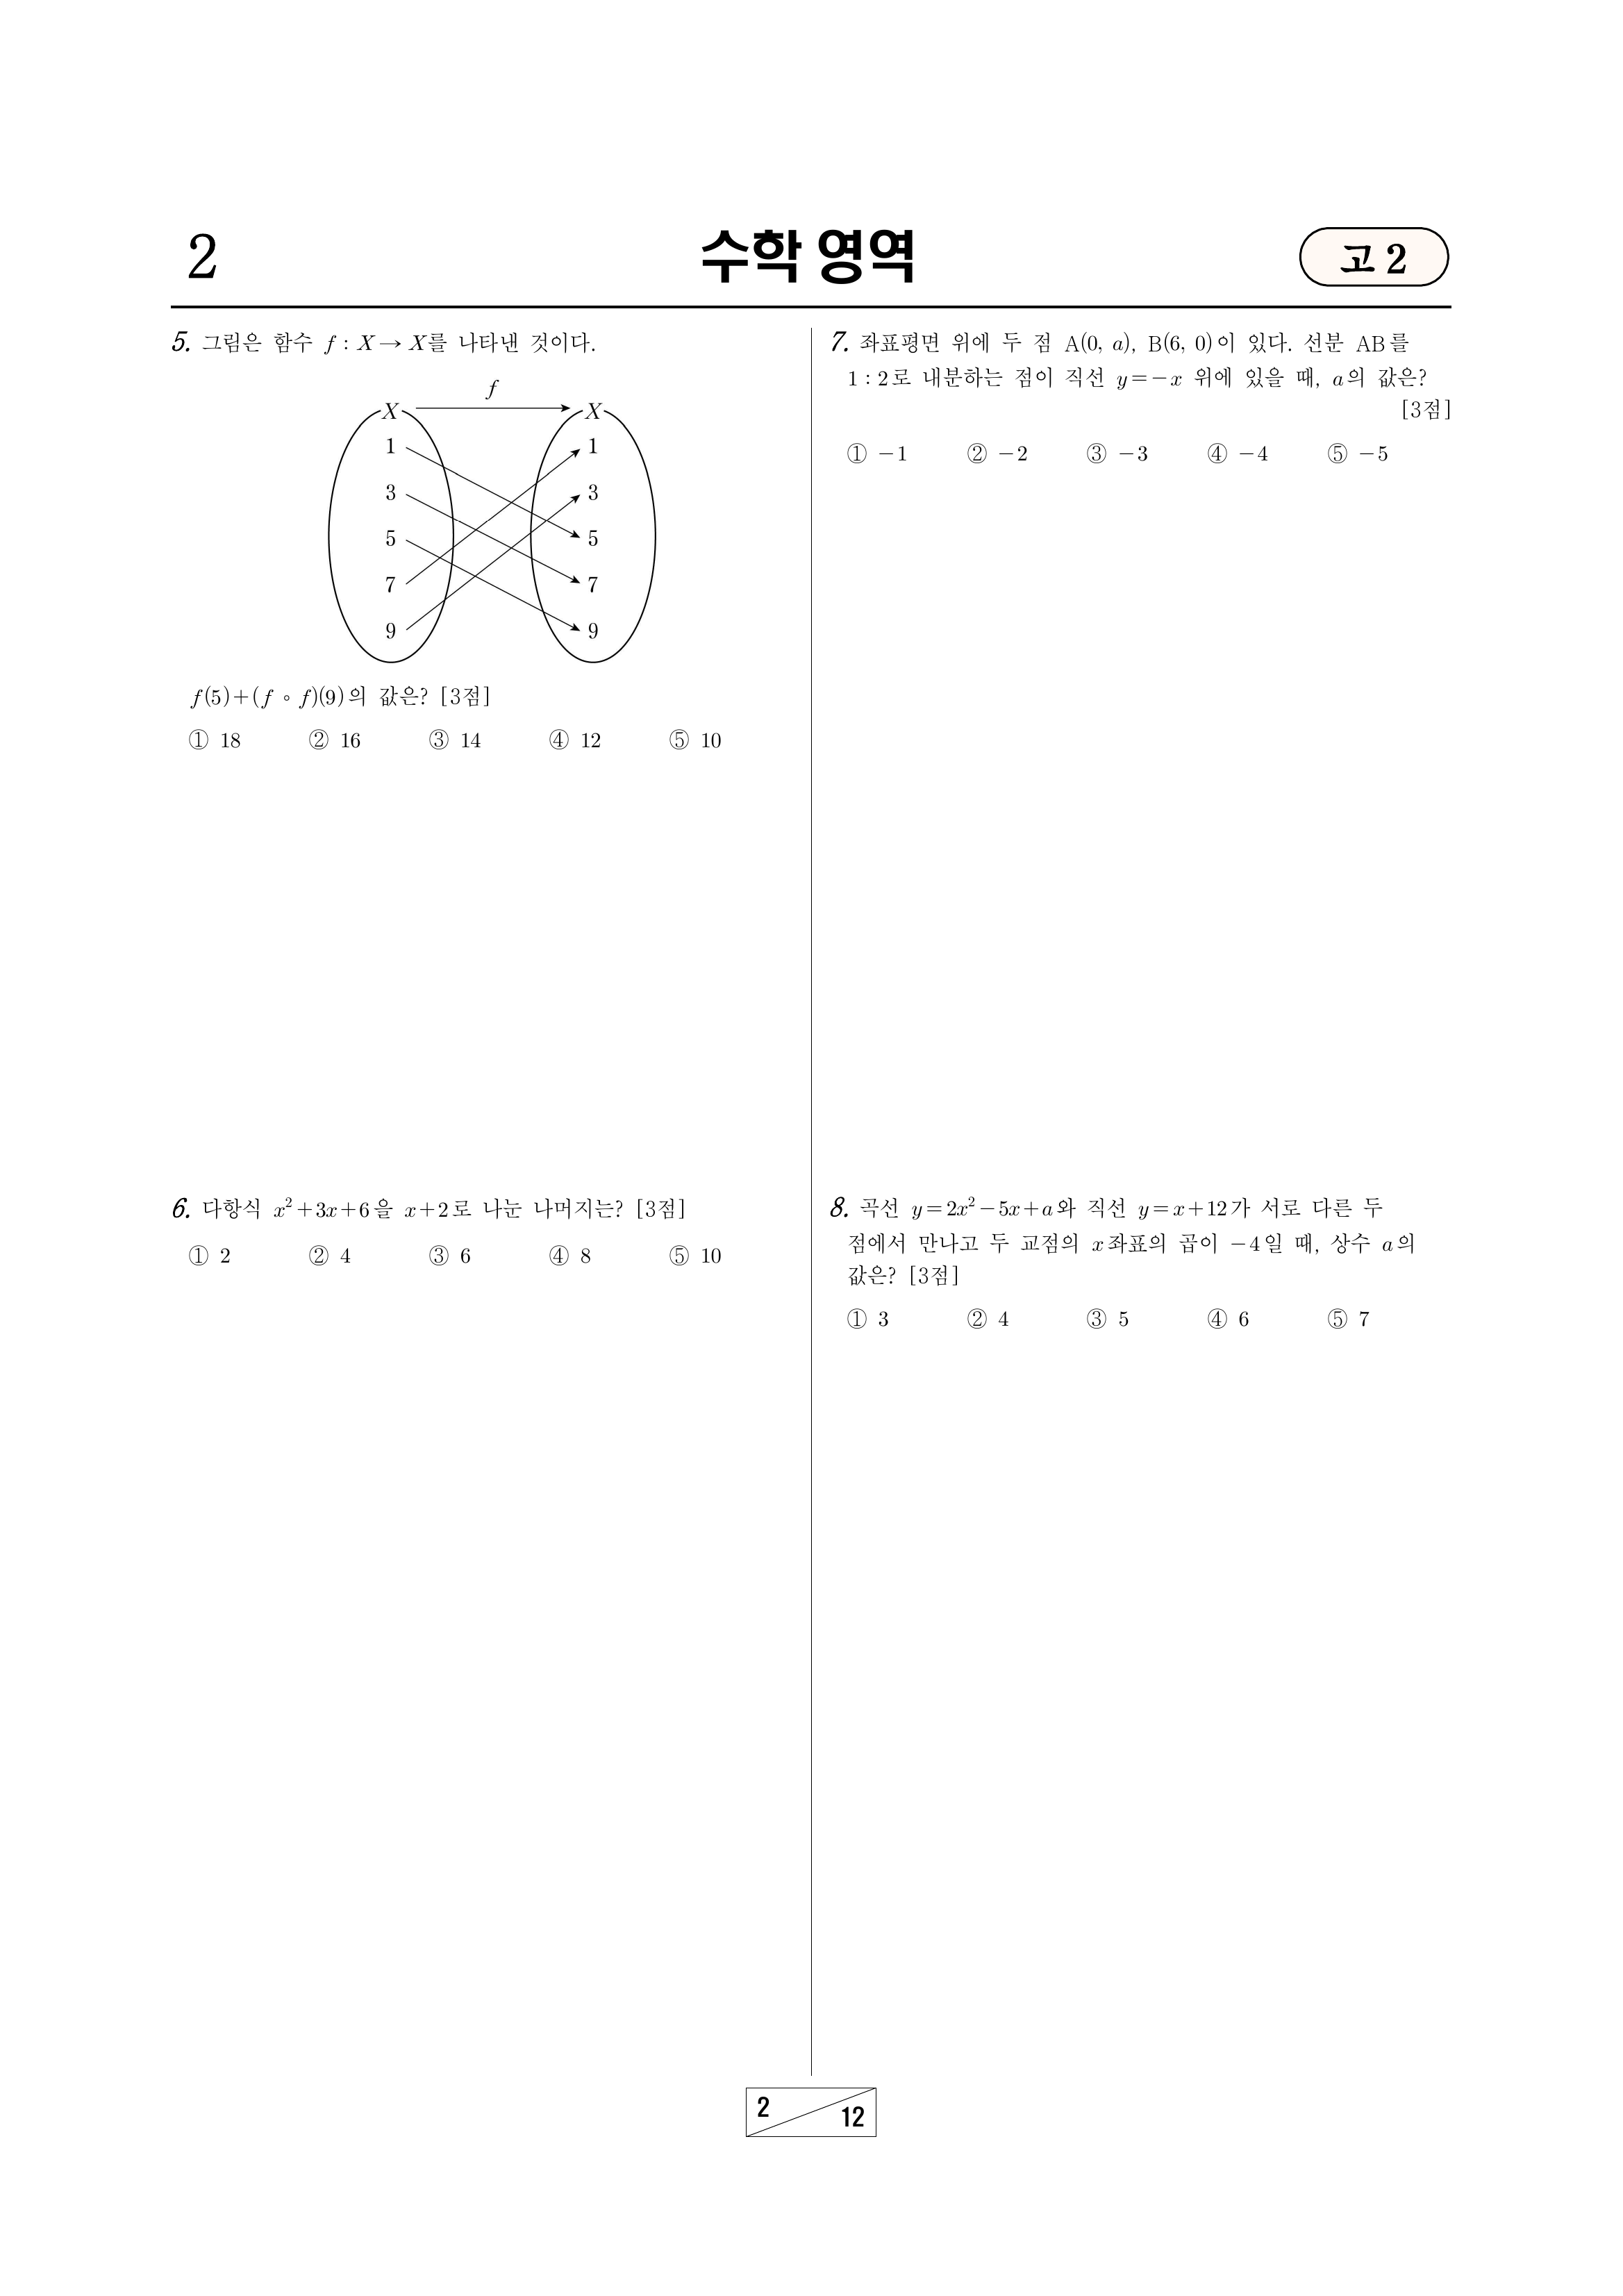 2
수학 영역
고 2
5. 그림은 함수 f : X → X를 나타낸 것이다.
f
X X
1 1
3 3
5 5
7 7
9 9
f(5)+(f ∘ f)(9)의 값은? [3점]
① 18 ② 16 ③ 14 ④ 12 ⑤ 10
6. 다항식 x²+3x+6을 x+2로 나눈 나머지는? [3점]
① 2 ② 4 ③ 6 ④ 8 ⑤ 10
7. 좌표평면 위에 두 점 A(0, a), B(6, 0)이 있다. 선분 AB를
1 : 2로 내분하는 점이 직선 y=−x 위에 있을 때, a의 값은?
[3점]
① −1 ② −2 ③ −3 ④ −4 ⑤ −5
8. 곡선 y=2x²−5x+a와 직선 y=x+12가 서로 다른 두
점에서 만나고 두 교점의 x좌표의 곱이 −4일 때, 상수 a의
값은? [3점]
① 3 ② 4 ③ 5 ④ 6 ⑤ 7
2
12